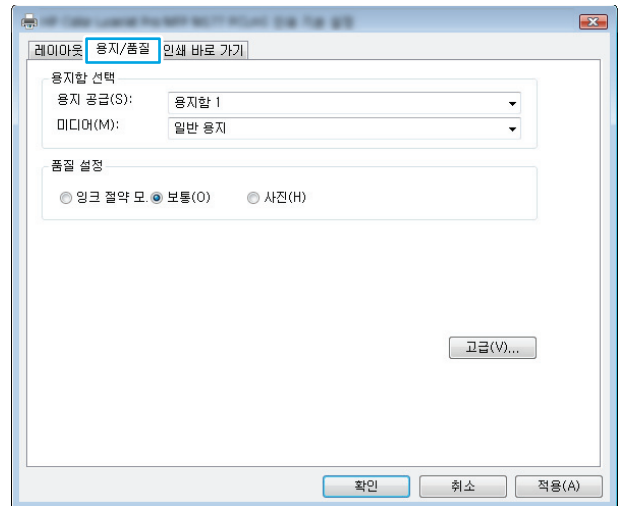 레이아웃 용지/품질 인쇄 바로 가기
용지함 선택
용지 공급(S): 용지함 1
미디어(M): 일반 용지
품질 설정
잉크 절약 모. 보통(O) 사진(H)
고급(V)...
확인 취소 적용(A)